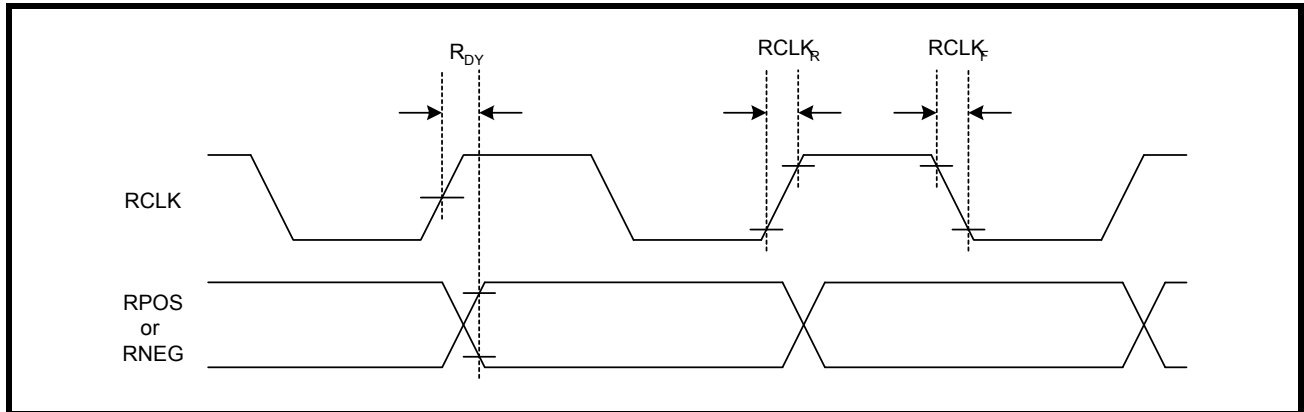 R_DY
RCLK_R
RCLK_F
RCLK
RPOS
or
RNEG